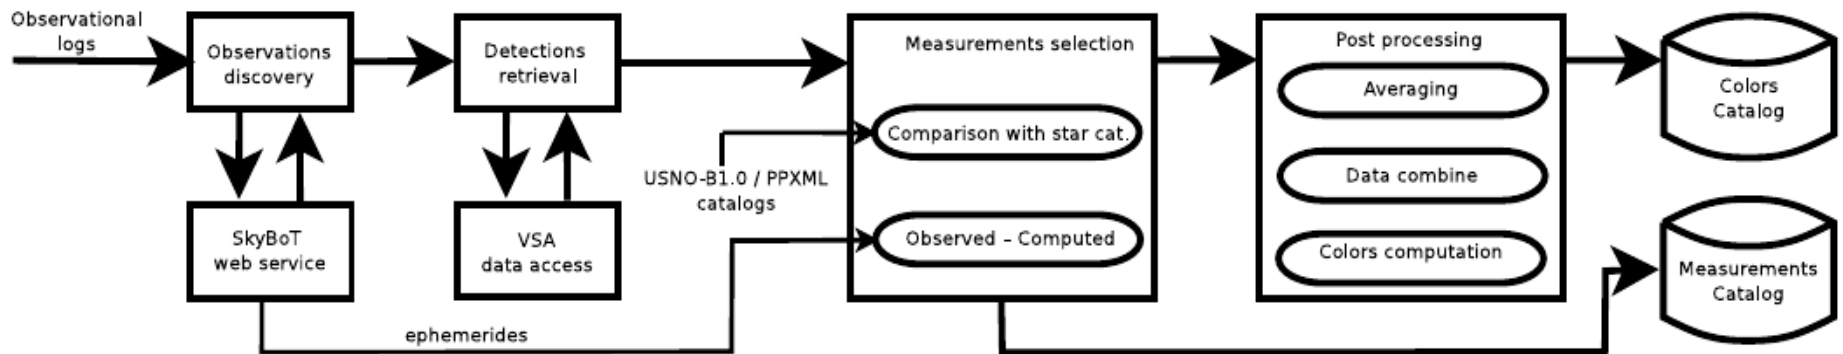 Observational
logs
Observations
discovery
Detections
retrieval
SkyBoT
web service
VSA
data access
ephemerides
USNO-B1.0 / PPXML
catalogs
Measurements selection
Comparison with star cat.
Observed – Computed
Post processing
Averaging
Data combine
Colors computation
Colors
Catalog
Measurements
Catalog